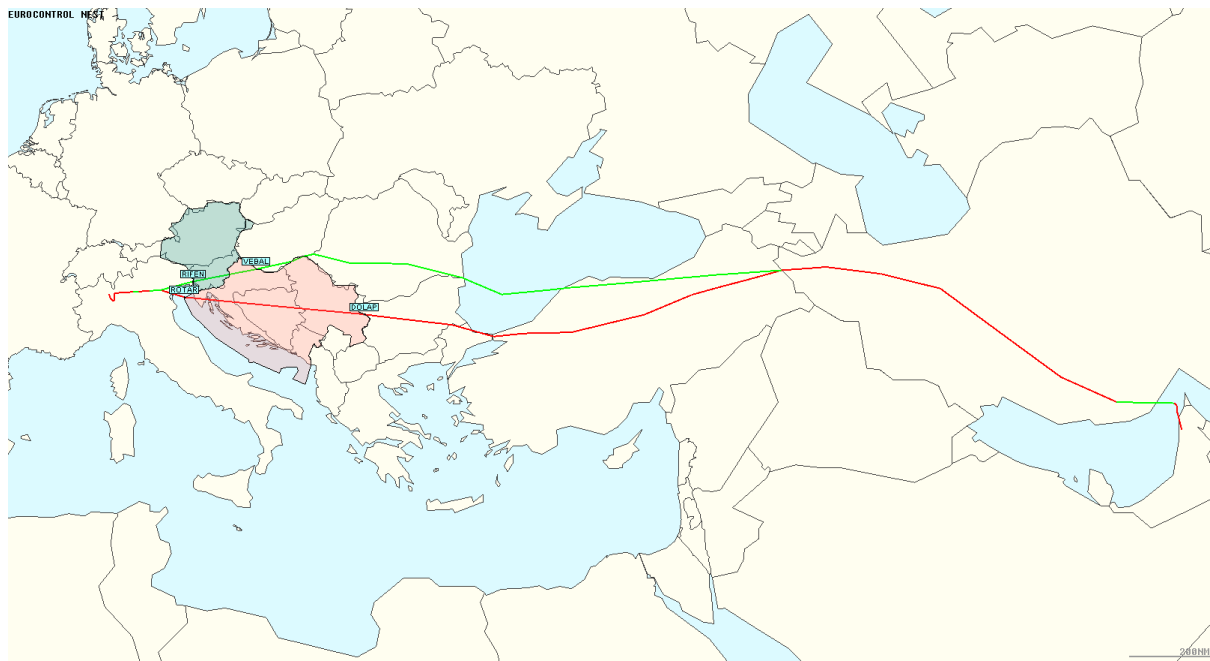 EUROCONTROL NEST
VEBAL
RIFEN
ROTAR
DOLAP
200NM